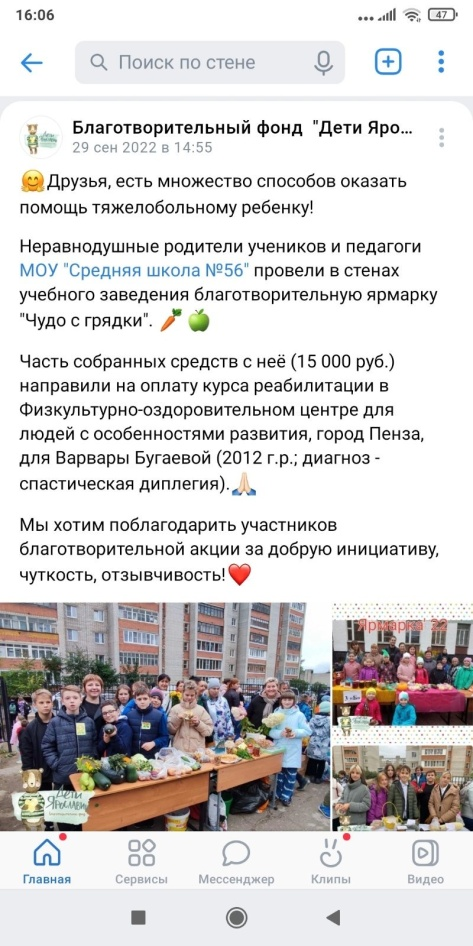 16:06
47
Поиск по стене
Благотворительный фонд "Дети Яро...
29 сен 2022 в 14:55
🤗Друзья, есть множество способов оказать
помощь тяжелобольному ребенку!
Неравнодушные родители учеников и педагоги
МОУ "Средняя школа №56" провели в стенах
учебного заведения благотворительную ярмарку
"Чудо с грядки". 🥕🍏
Часть собранных средств с неё (15 000 руб.)
направили на оплату курса реабилитации в
Физкультурно-оздоровительном центре для
людей с особенностями развития, город Пенза,
для Варвары Бугаевой (2012 г.р.; диагноз -
спастическая диплегия).🙏🏻
Мы хотим поблагодарить участников
благотворительной акции за добрую инициативу,
чуткость, отзывчивость!❤️
Ярмарка
Дети
Ярославии
Главная
Сервисы
Мессенджер
Клипы
Видео